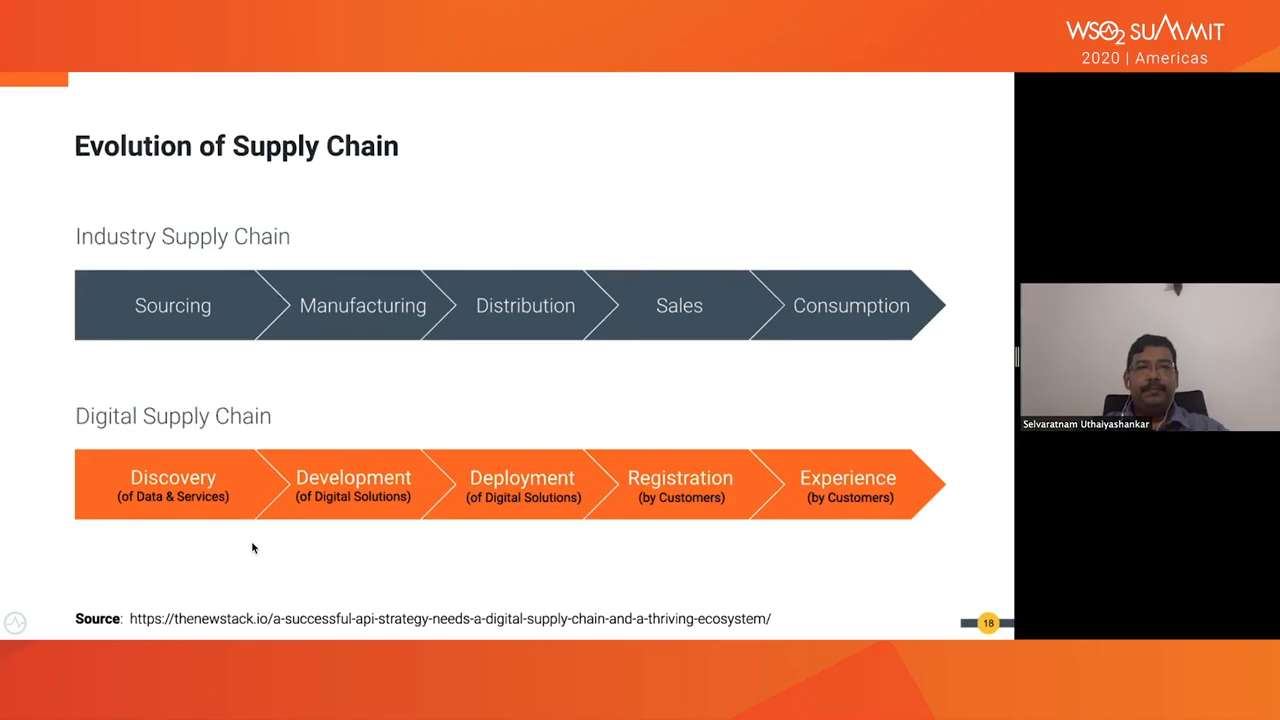 WSO2 SUMMIT
2020 | Americas
Evolution of Supply Chain
Industry Supply Chain
Sourcing
Manufacturing
Distribution
Sales
Consumption
Digital Supply Chain
Discovery
(of Data & Services)
Development
(of Digital Solutions)
Deployment
(of Digital Solutions)
Registration
(by Customers)
Experience
(by Customers)
Selvaratnam Uthaiyashankar
Source: https://thenewstack.io/a-successful-api-strategy-needs-a-digital-supply-chain-and-a-thriving-ecosystem/
18